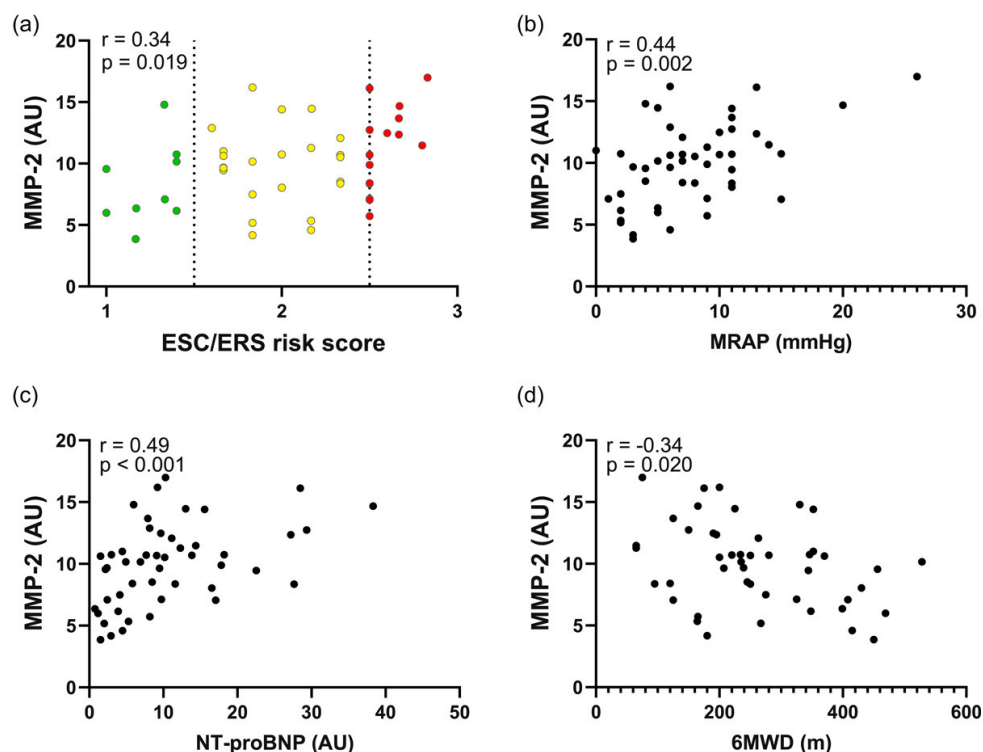 (a)
r = 0.34
p = 0.019
MMP-2 (AU)
20
15
10
5
0
1
2
3
ESC/ERS risk score
(b)
r = 0.44
p = 0.002
MMP-2 (AU)
20
15
10
5
0
0
10
20
30
MRAP (mmHg)
(c)
r = 0.49
p < 0.001
MMP-2 (AU)
20
15
10
5
0
0
10
20
30
40
50
NT-proBNP (AU)
(d)
r = -0.34
p = 0.020
MMP-2 (AU)
20
15
10
5
0
0
200
400
600
6MWD (m)